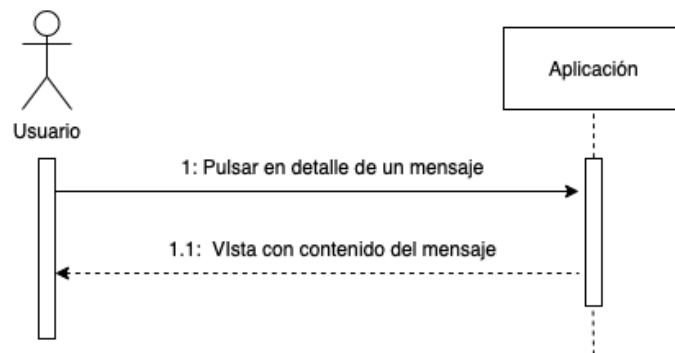 Aplicación
Usuario
1: Pulsar en detalle de un mensaje
1.1: VIsta con contenido del mensaje